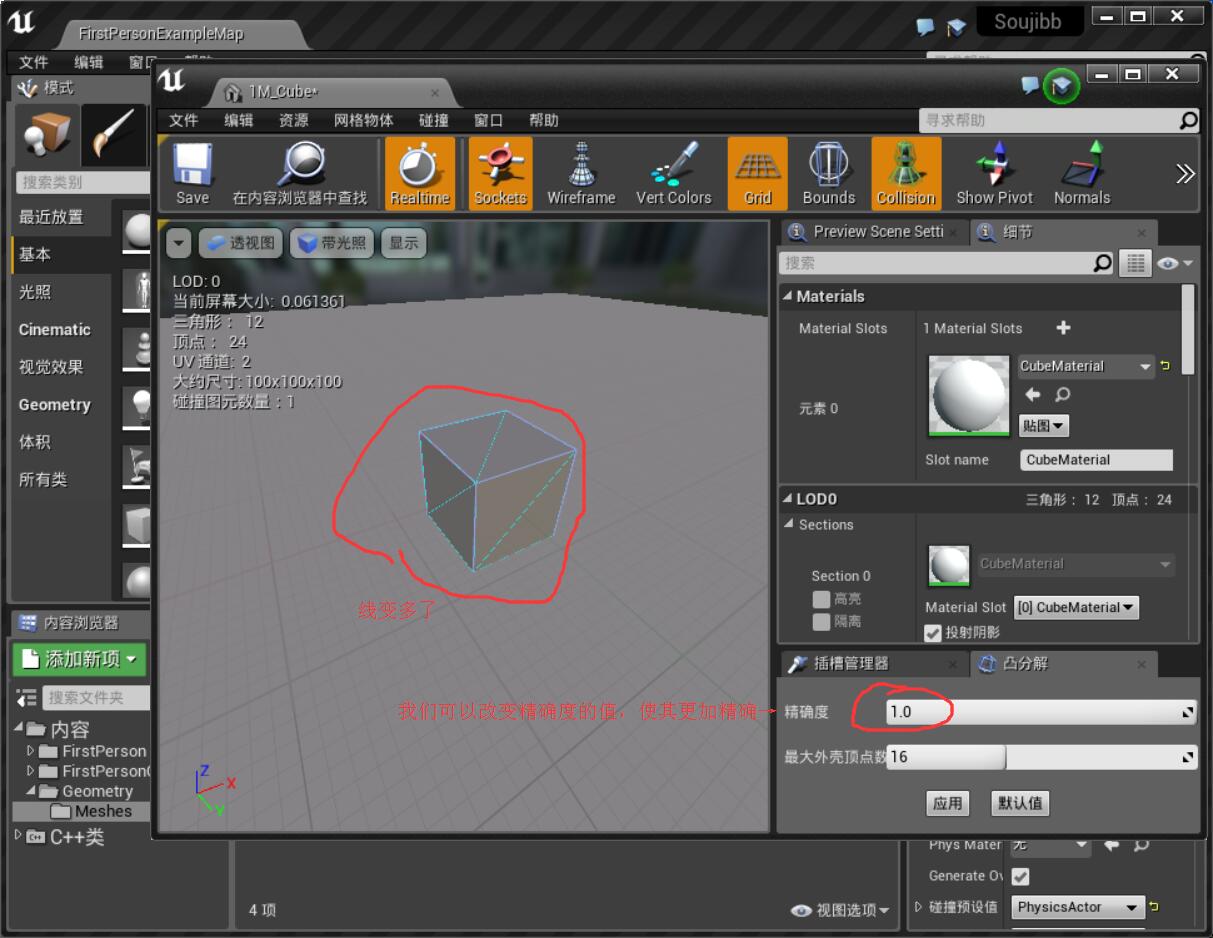 FirstPersonExampleMap
Soujibb
文件 编辑
模式
搜索类别
最近放置
基本
光照
Cinematic
视觉效果
Geometry
体积
所有类
内容浏览器
添加新项
搜索文件夹
内容
FirstPerson
FirstPerson
Geometry
Meshes
C++类
1M_Cube*
文件 编辑 资源 网格物体 碰撞 窗口 帮助
寻求帮助
Save 在内容浏览器中查找 Realtime Sockets Wireframe Vert Colors Grid Bounds Collision Show Pivot Normals
透视图 带光照 显示
LOD: 0
当前屏幕大小: 0.061361
三角形： 12
顶点： 24
UV 通道: 2
大约尺寸: 100x100x100
碰撞图元数量：1
线变多了
我们可以改变精确度的值，使其更加精确
Z
X
Y
Preview Scene Setti 细节
搜索
Materials
Material Slots 1 Material Slots
元素 0
CubeMaterial
贴图
Slot name CubeMaterial
LOD0 三角形： 12 顶点： 24
Sections
Section 0
高亮
隔离
CubeMaterial
Material Slot [0] CubeMaterial
投射阴影
插槽管理器 凸分解
精确度 1.0
最大外壳顶点数 16
应用 默认值
Phys Mater 无
Generate Ov
碰撞预设值 PhysicsActor
4 项
视图选项